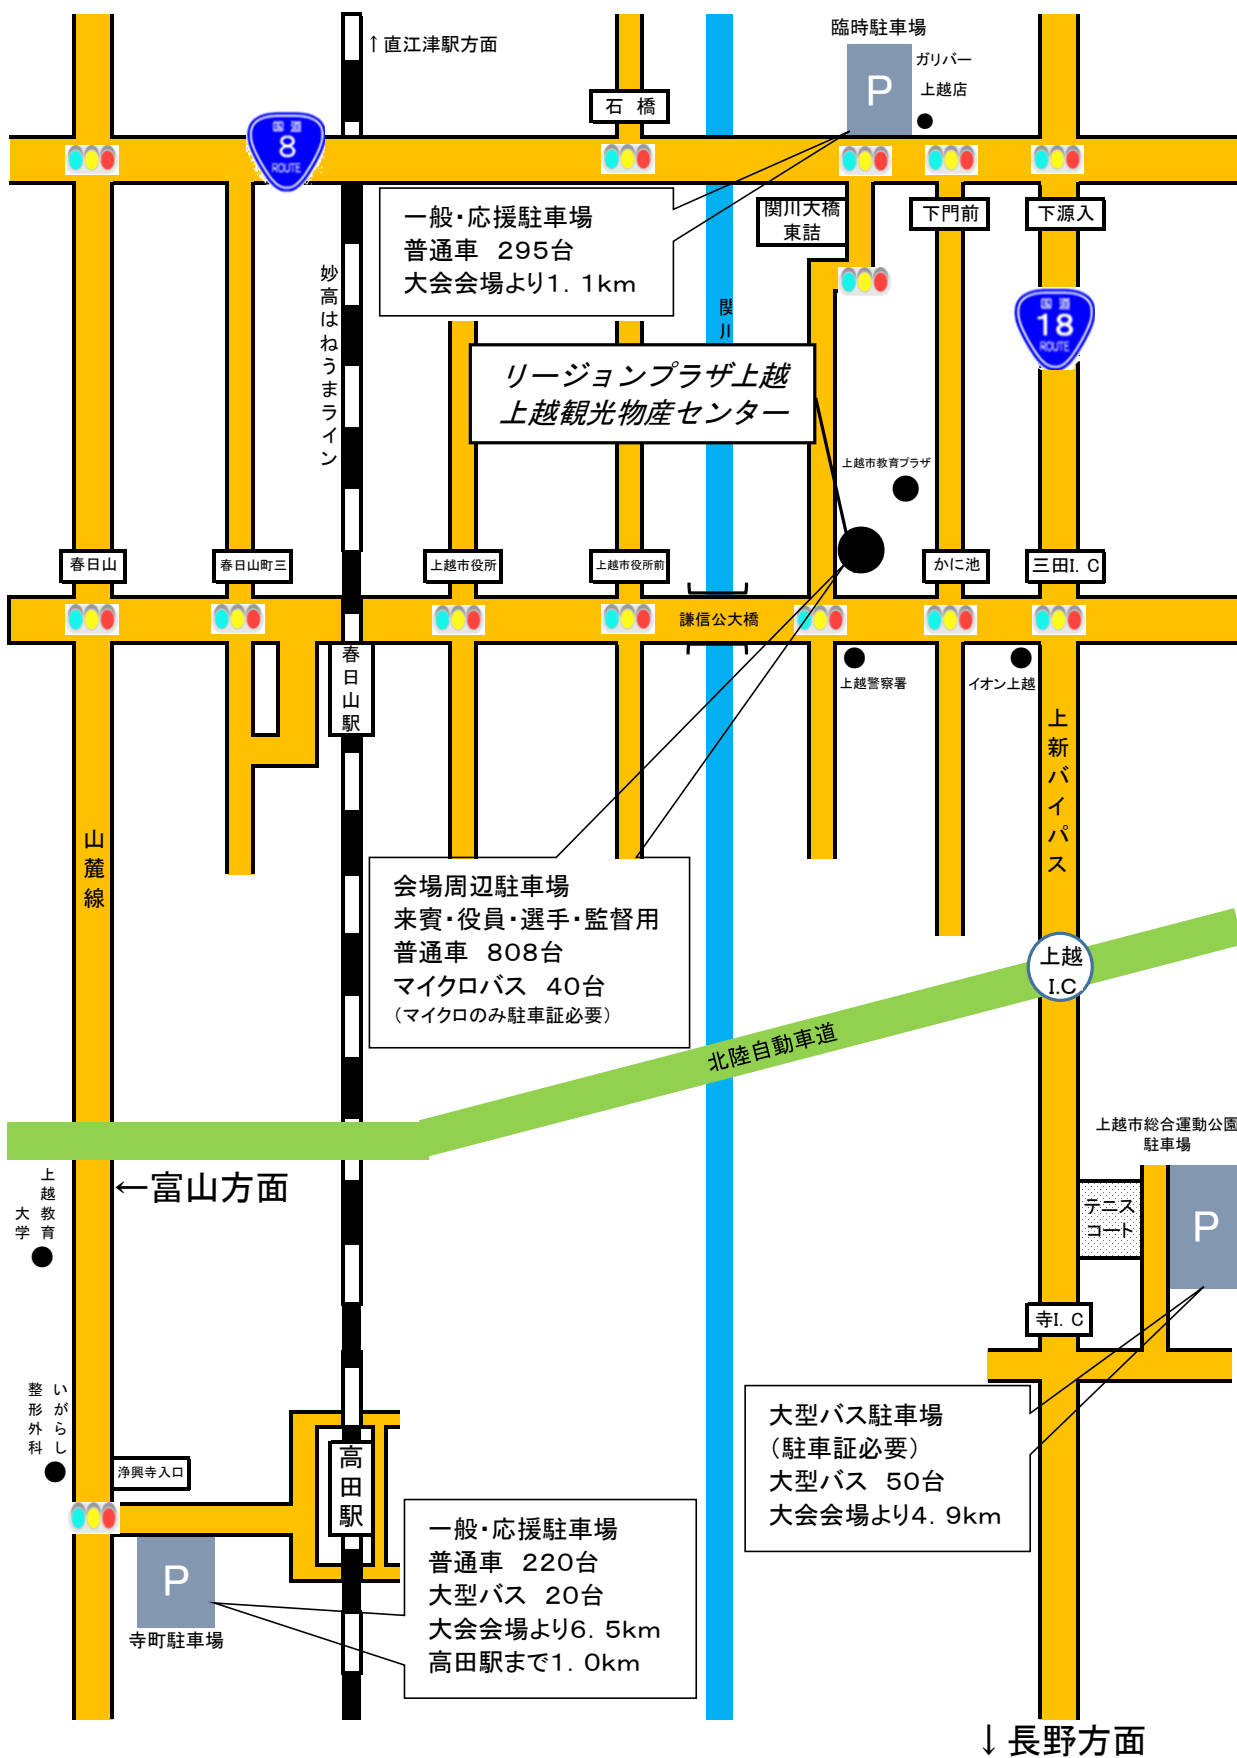 臨時駐車場
↑直江津駅方面
ガリバー
上越店
P
石 橋
国道
8
ROUTE
一般・応援駐車場
普通車 295台
大会会場より1.1km
関川大橋
東詰
下門前
下源入
妙高はねうまライン
関川
国道
18
ROUTE
リージョンプラザ上越
上越観光物産センター
上越市教育プラザ
春日山
春日山町三
上越市役所
上越市役所前
かに池
三田I.C
謙信公大橋
春日山駅
上越警察署
イオン上越
上新バイパス
山麓線
会場周辺駐車場
来賓・役員・選手・監督用
普通車 808台
マイクロバス 40台
(マイクロのみ駐車証必要)
上越
I.C
北陸自動車道
上越市総合運動公園
駐車場
←富山方面
上越教育
大学
テニス
コート
P
寺I.C
いがらし
整形外科
大型バス駐車場
(駐車証必要)
大型バス 50台
大会会場より4.9km
高田駅
浄興寺入口
一般・応援駐車場
普通車 220台
大型バス 20台
大会会場より6.5km
高田駅まで1.0km
P
寺町駐車場
↓長野方面